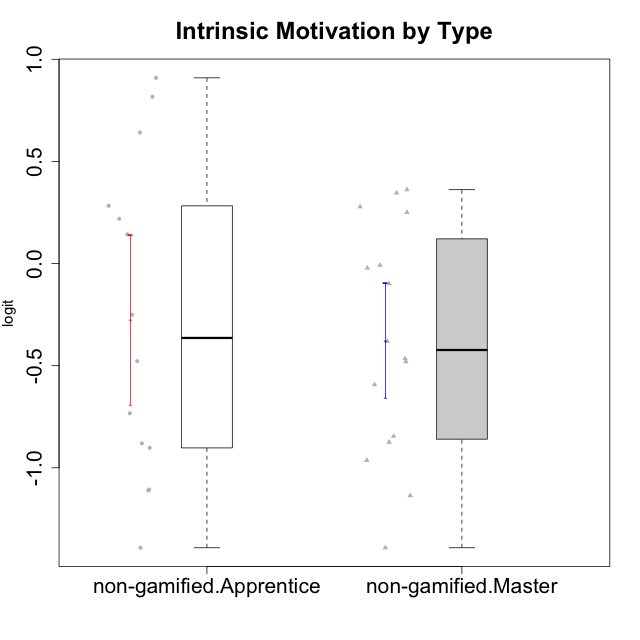 Intrinsic Motivation by Type
1.0
0.5
0.0
-0.5
-1.0
logit
non-gamified.Apprentice
non-gamified.Master